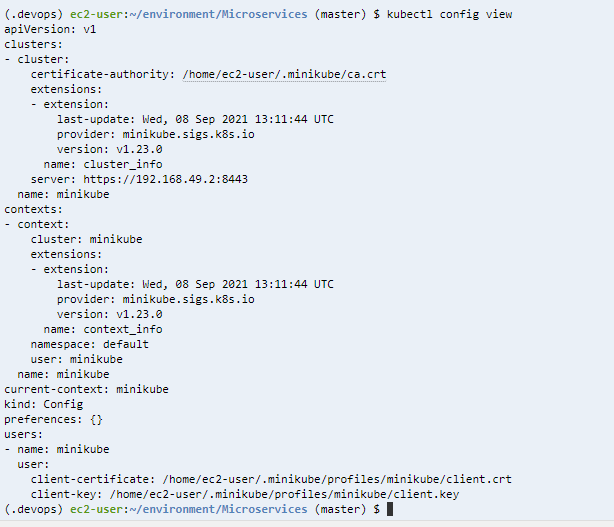 (.devops) ec2-user:~/environment/Microservices (master) $ kubectl config view
apiVersion: v1
clusters:
- cluster:
    certificate-authority: /home/ec2-user/.minikube/ca.crt
    extensions:
    - extension:
        last-update: Wed, 08 Sep 2021 13:11:44 UTC
        provider: minikube.sigs.k8s.io
        version: v1.23.0
      name: cluster_info
    server: https://192.168.49.2:8443
  name: minikube
contexts:
- context:
    cluster: minikube
    extensions:
    - extension:
        last-update: Wed, 08 Sep 2021 13:11:44 UTC
        provider: minikube.sigs.k8s.io
        version: v1.23.0
      name: context_info
    namespace: default
    user: minikube
  name: minikube
current-context: minikube
kind: Config
preferences: {}
users:
- name: minikube
  user:
    client-certificate: /home/ec2-user/.minikube/profiles/minikube/client.crt
    client-key: /home/ec2-user/.minikube/profiles/minikube/client.key
(.devops) ec2-user:~/environment/Microservices (master) $